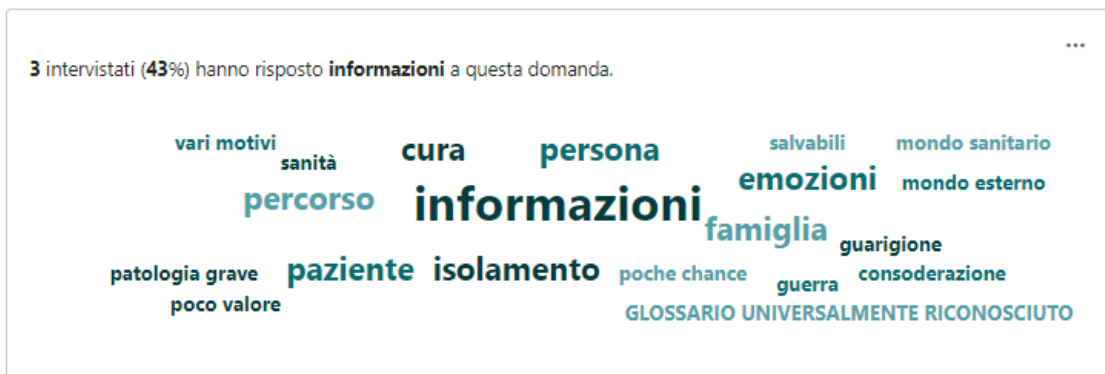 ...
3 intervistati (43%) hanno risposto informazioni a questa domanda.
vari motivi
sanità
cura
persona
salvabili
mondo sanitario
percorso
informazioni
emozioni
mondo esterno
famiglia
guarigione
patologia grave
paziente
isolamento
poche chance
guerra
consoderazione
poco valore
GLOSSARIO UNIVERSALMENTE RICONOSCIUTO